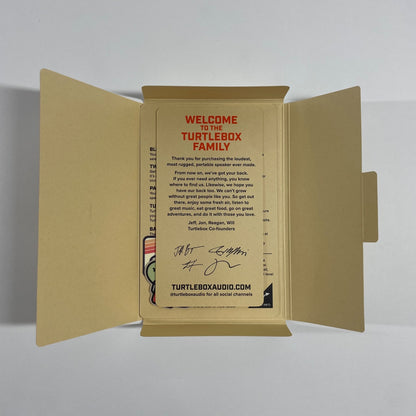 WELCOME
TO THE
TURTLEBOX
FAMILY
Thank you for purchasing the loudest,
most rugged, portable speaker ever made.
From now on, we've got your back.
If you ever need anything, you know
where to find us. Likewise, we hope you
have our back too. We can't grow
without great people like you. So get out
there, enjoy some fresh air, listen to
great music, eat great food, go on great
adventures, and do it with those you love.
Jeff, Jon, Reagan, Will
Turtlebox Co-founders
TURTLEBOXAUDIO.COM
@turtleboxaudio for all social channels